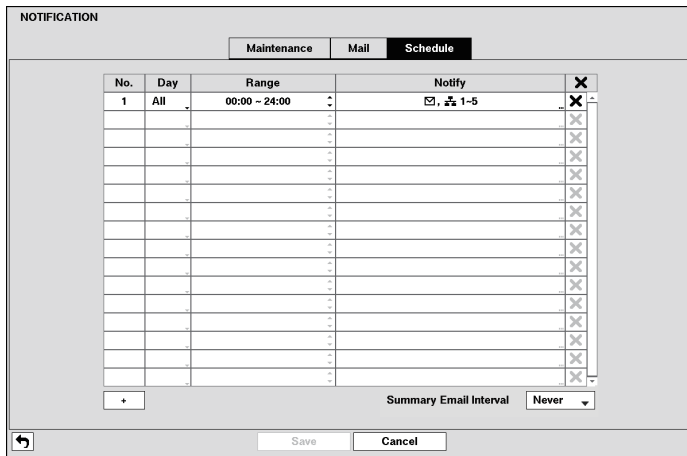 NOTIFICATION
Maintenance Mail Schedule
No. Day Range Notify
1 All 00:00 ~ 24:00 , 1~5
+ Summary Email Interval Never
Save Cancel